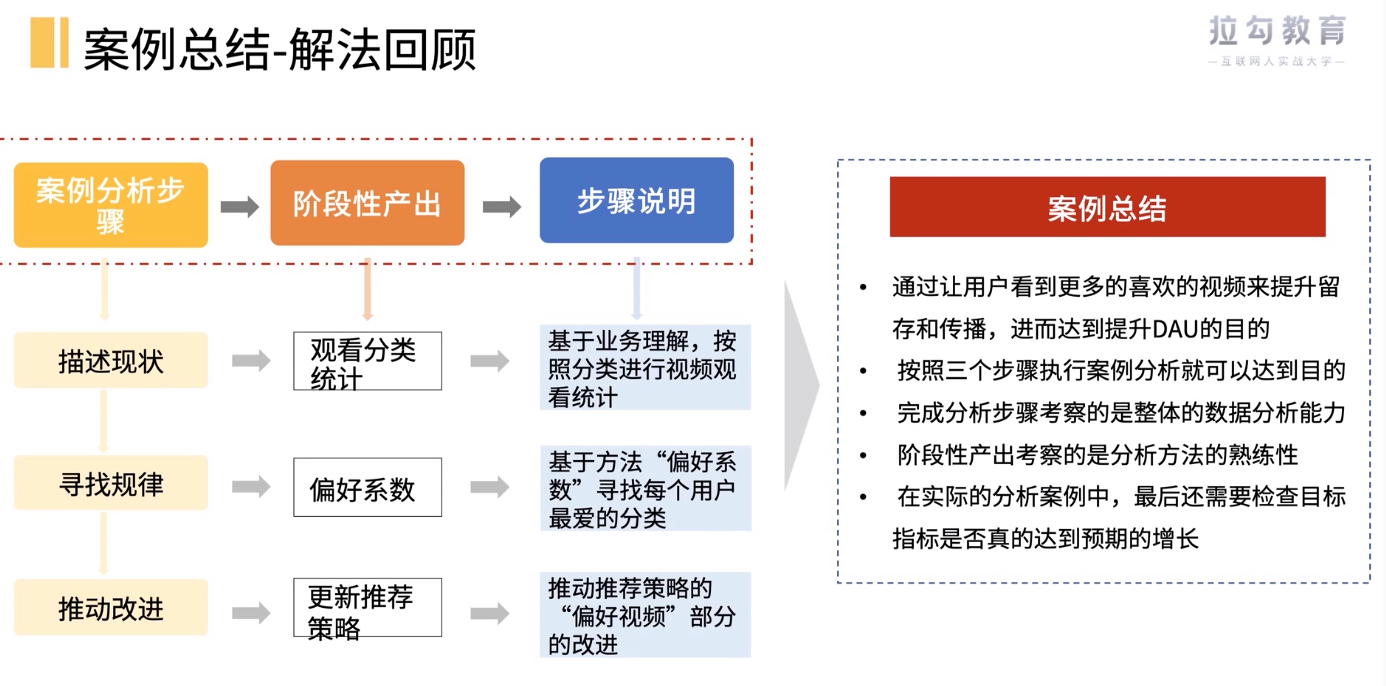 案例总结-解法回顾
拉勾教育
—互联网人实战大学—
案例分析步
骤
阶段性产出
步骤说明
描述现状
观看分类
统计
基于业务理解，按
照分类进行视频观
看统计
寻找规律
偏好系数
基于方法“偏好系
数”寻找每个用户
最爱的分类
推动改进
更新推荐
策略
推动推荐策略的
“偏好视频”部分
的改进
案例总结
• 通过让用户看到更多的喜欢的视频来提升留
存和传播，进而达到提升DAU的目的
• 按照三个步骤执行案例分析就可以达到目的
• 完成分析步骤考察的是整体的数据分析能力
• 阶段性产出考察的是分析方法的熟练性
• 在实际的分析案例中，最后还需要检查目标
指标是否真的达到预期的增长